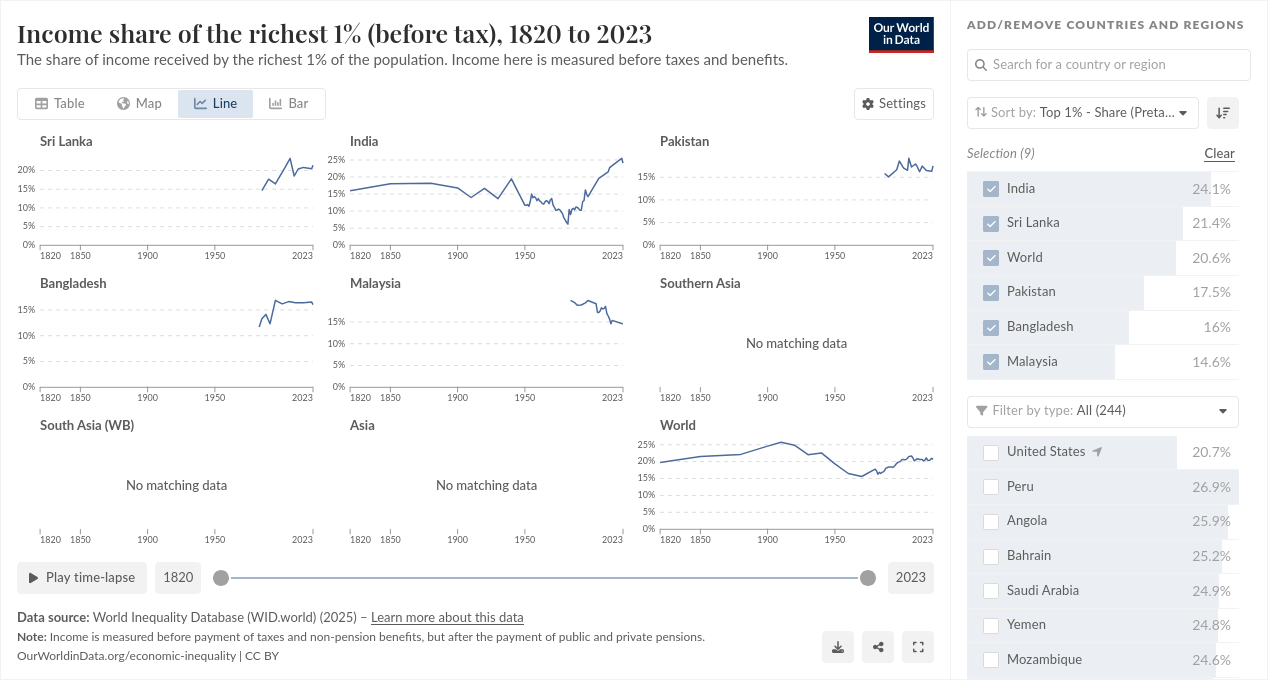 Income share of the richest 1% (before tax), 1820 to 2023
The share of income received by the richest 1% of the population. Income here is measured before taxes and benefits.
Our World
in Data
Table
Map
Line
Bar
Settings
Sri Lanka
20%
15%
10%
5%
0%
1820 1850 1900 1950 2023
India
25%
20%
15%
10%
5%
0%
1820 1850 1900 1950 2023
Pakistan
15%
10%
5%
0%
1820 1850 1900 1950 2023
Bangladesh
15%
10%
5%
0%
1820 1850 1900 1950 2023
Malaysia
15%
10%
5%
0%
1820 1850 1900 1950 2023
Southern Asia
No matching data
1820 1850 1900 1950 2023
South Asia (WB)
No matching data
1820 1850 1900 1950 2023
Asia
No matching data
1820 1850 1900 1950 2023
World
25%
20%
15%
10%
5%
0%
1820 1850 1900 1950 2023
Play time-lapse
1820
2023
Data source: World Inequality Database (WID.world) (2025) – Learn more about this data
Note: Income is measured before payment of taxes and non-pension benefits, but after the payment of public and private pensions.
OurWorldinData.org/economic-inequality | CC BY
ADD/REMOVE COUNTRIES AND REGIONS
Search for a country or region
Sort by: Top 1% - Share (Preta...
Selection (9) Clear
India 24.1%
Sri Lanka 21.4%
World 20.6%
Pakistan 17.5%
Bangladesh 16%
Malaysia 14.6%
Filter by type: All (244)
United States 20.7%
Peru 26.9%
Angola 25.9%
Bahrain 25.2%
Saudi Arabia 24.9%
Yemen 24.8%
Mozambique 24.6%